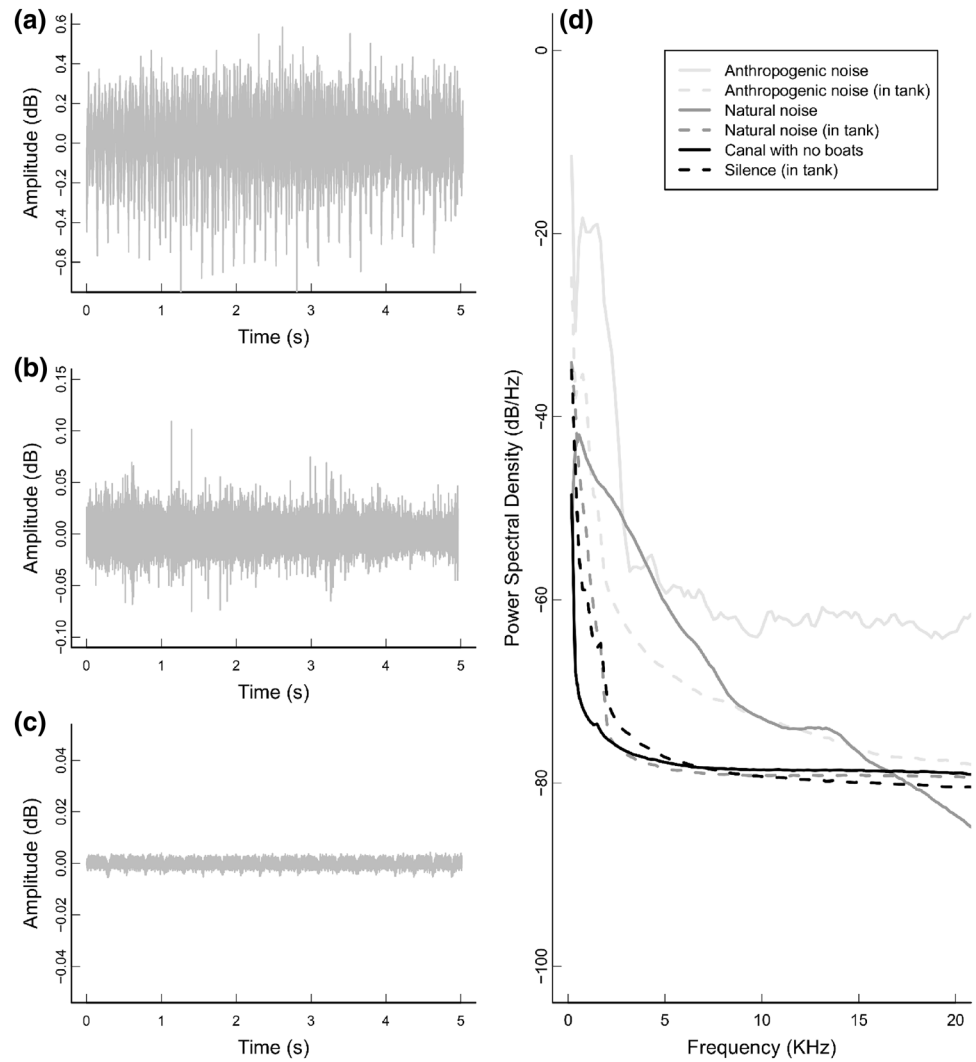 (a)
0.6
0.4
0.2
0.0
−0.2
−0.4
−0.6
Amplitude (dB)
0 1 2 3 4 5
Time (s)
(b)
0.15
0.10
0.05
0.00
−0.05
−0.10
Amplitude (dB)
0 1 2 3 4 5
Time (s)
(c)
0.04
0.02
0.00
−0.02
−0.04
Amplitude (dB)
0 1 2 3 4 5
Time (s)
(d)
0
−20
−40
−60
−80
−100
Power Spectral Density (dB/Hz)
Anthropogenic noise
Anthropogenic noise (in tank)
Natural noise
Natural noise (in tank)
Canal with no boats
Silence (in tank)
0 5 10 15 20
Frequency (KHz)